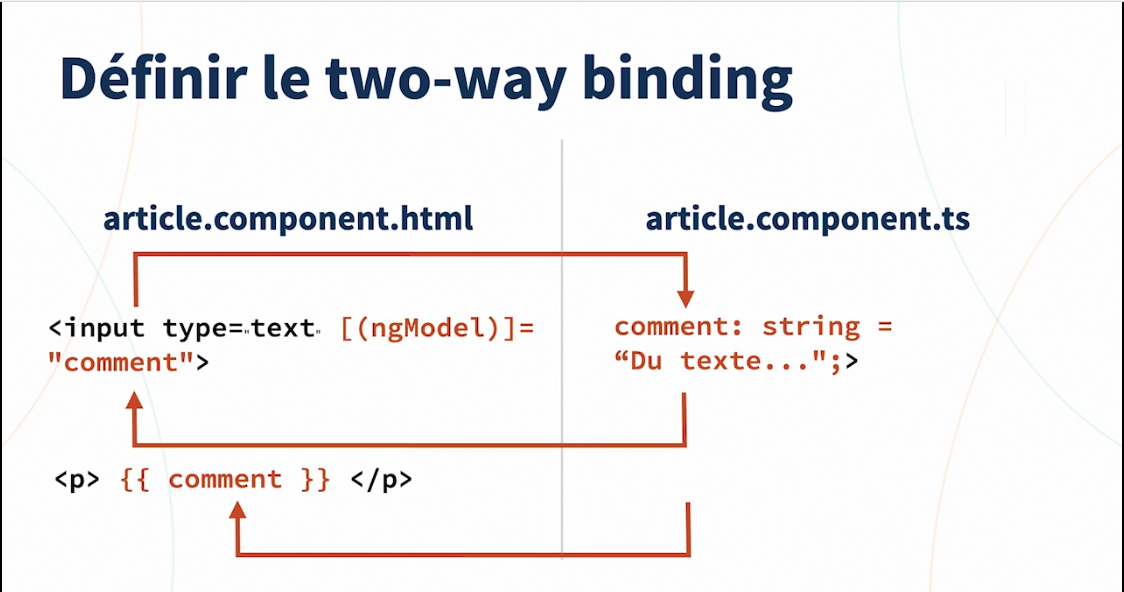 Définir le two-way binding
article.component.html
<input type="text" [(ngModel)]=
"comment">
<p> {{ comment }} </p>
article.component.ts
comment: string =
“Du texte...";>